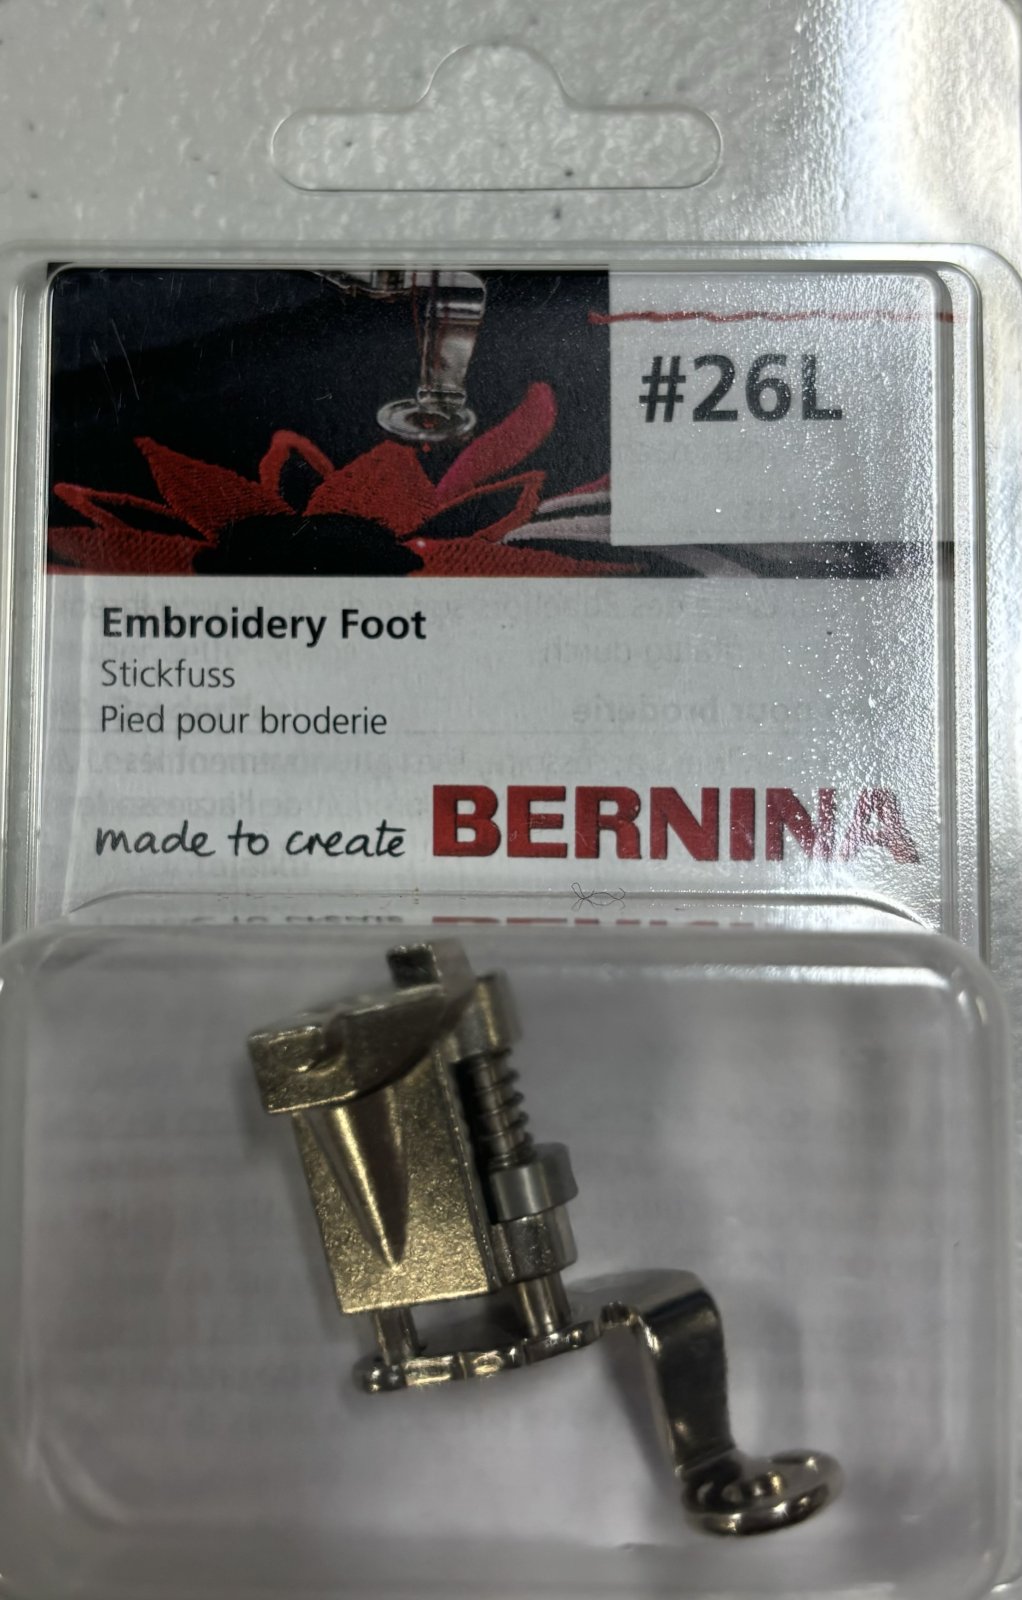 #26L
Embroidery Foot
Stickfuss
Pied pour broderie
made to create BERNINA